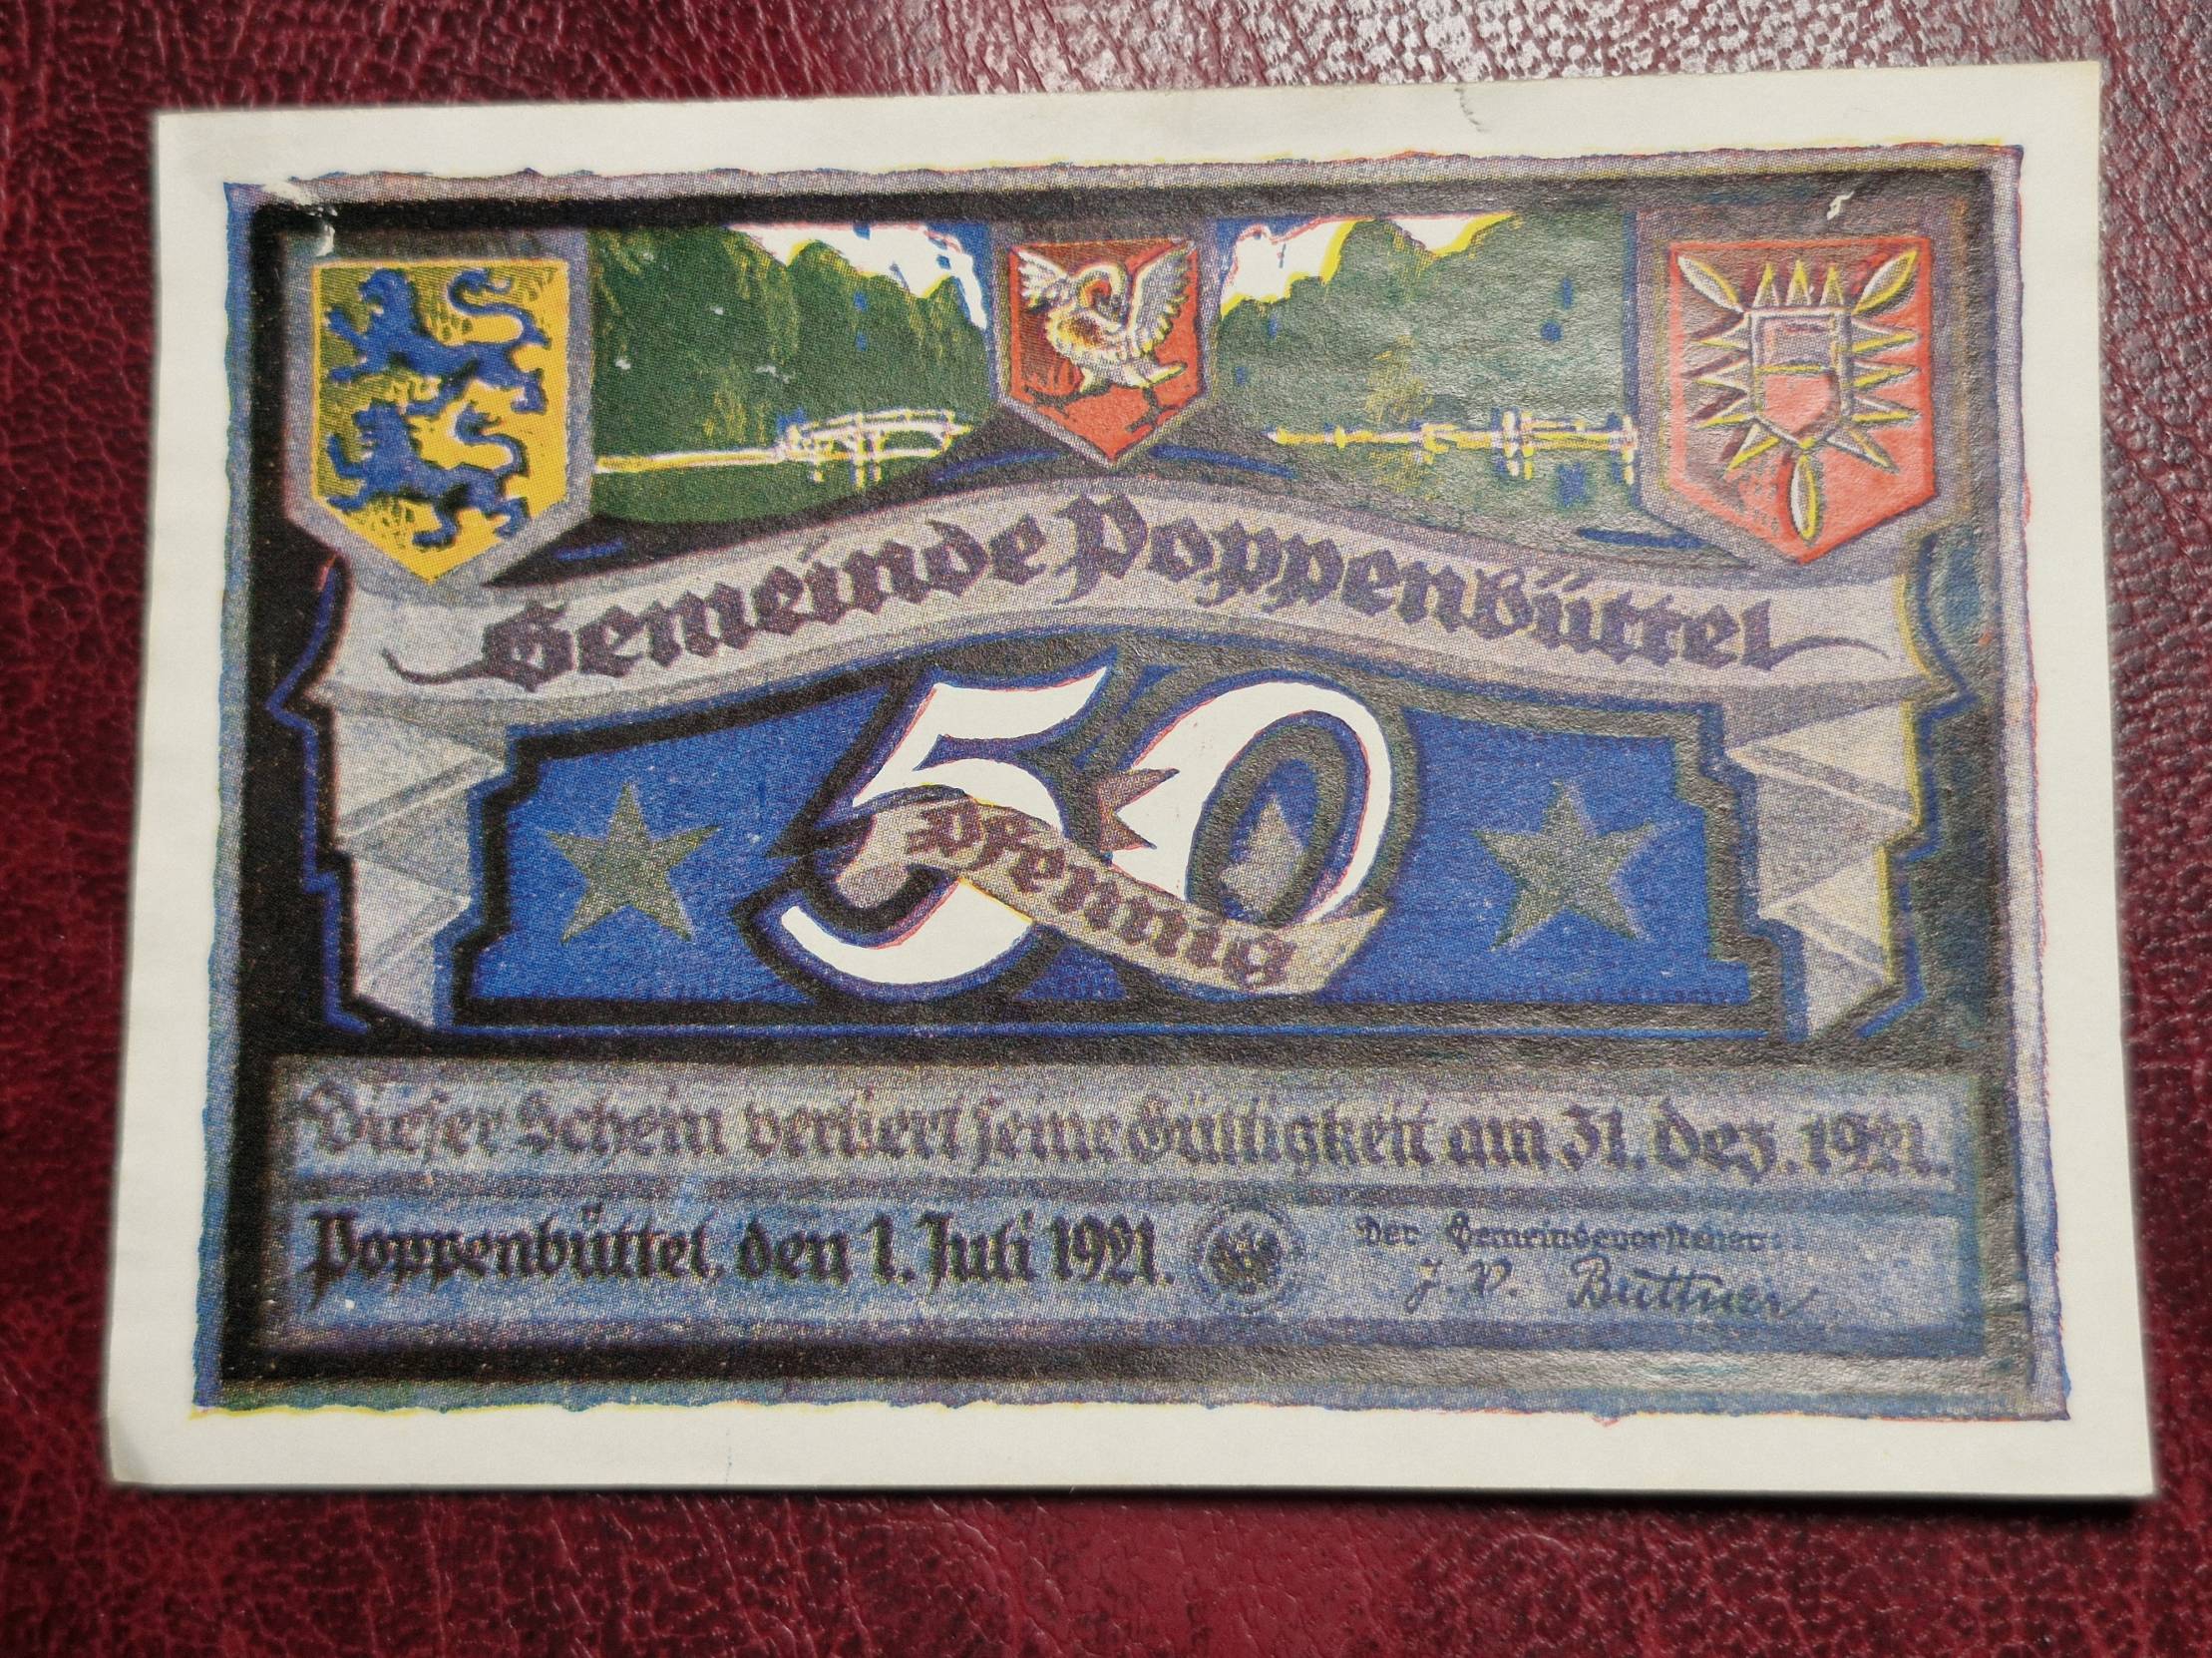 Gemeinde Poppenbüttel
50
Pfennig
Dieser Schein verliert seine Gültigkeit am 31. Dez. 1921.
Poppenbüttel, den 1. Juli 1921.
Der Gemeindevorsteher:
J. V. Büttner